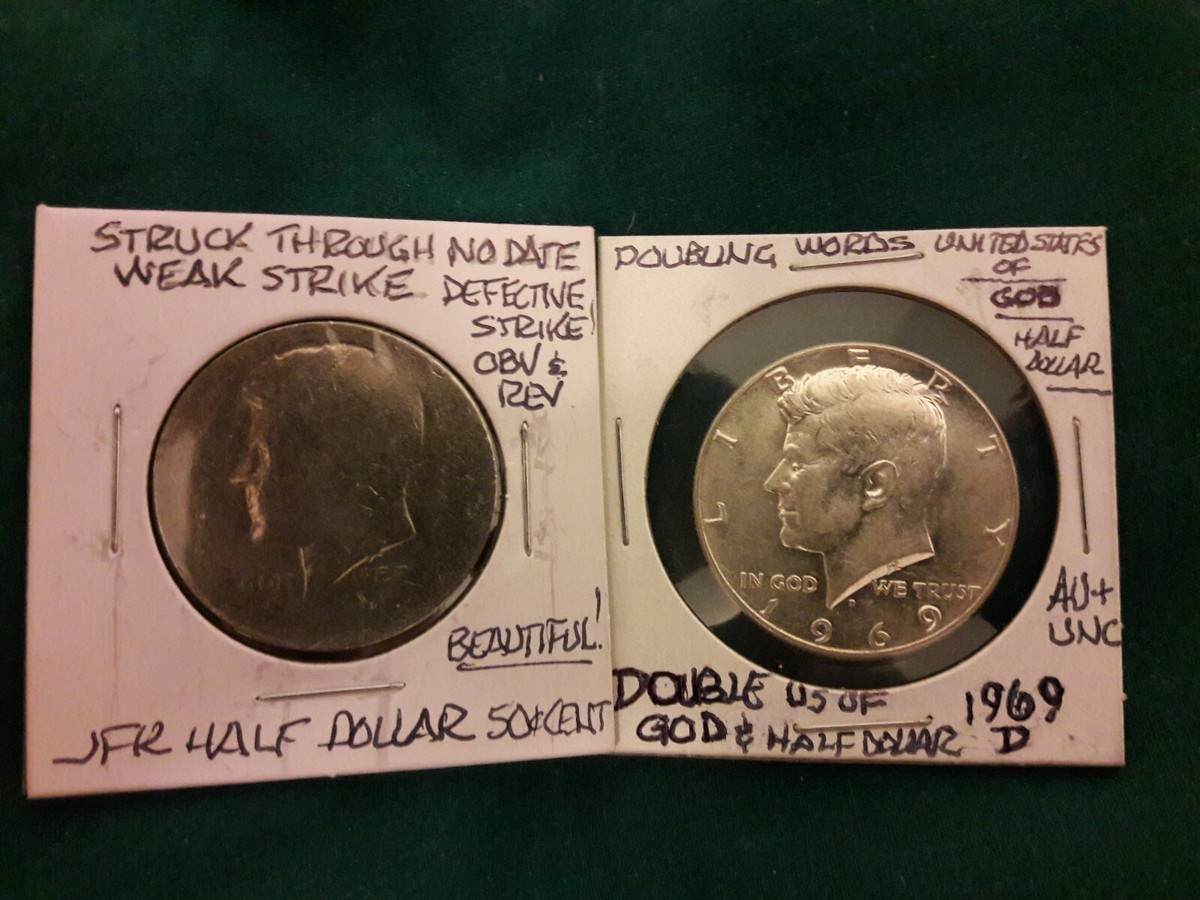 STRUCK THROUGH NO DATE
WEAK STRIKE DEFECTIVE
STRIKE!
OBV &
REV
BEAUTIFUL!
JFR HALF DOLLAR 50¢CENT
DOUBLING WORDS UNITED STATES
OF
GOD
HALF
DOLLAR
LIBERTY
IN GOD WE TRUST
D
1969
AU+
UNC
DOUBLE US OF 1969
GOD & HALF DOLLAR D